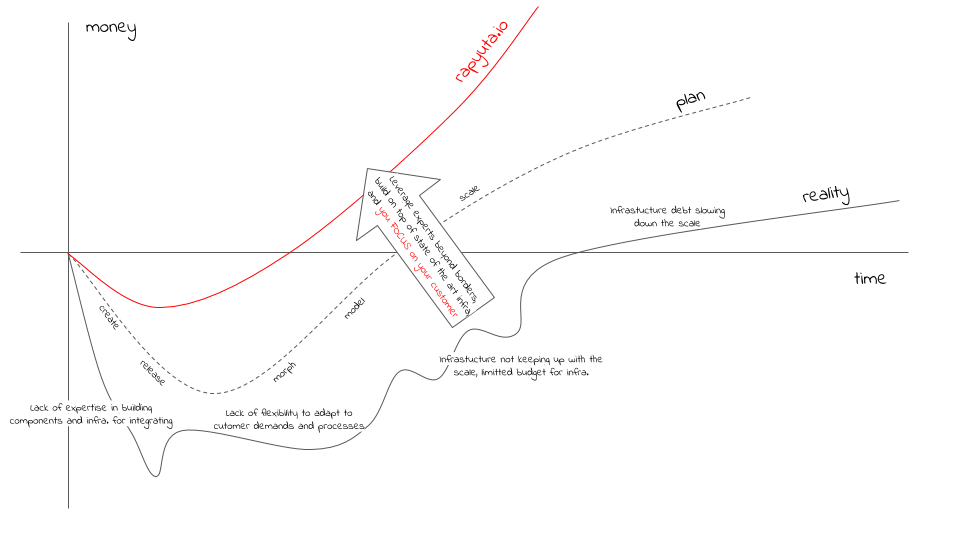 money
rapyuta.io
plan
scale
reality
Infrastucture debt slowing
down the scale
time
Leverage experts beyond borders,
build on top of state of the art infra
and you FOCUS on your customer
create
release
morph
model
Infrastucture not keeping up with the
scale, limitted budget for infra.
Lack of expertise in building
components and infra. for integrating
Lack of flexibility to adapt to
cutomer demands and processes